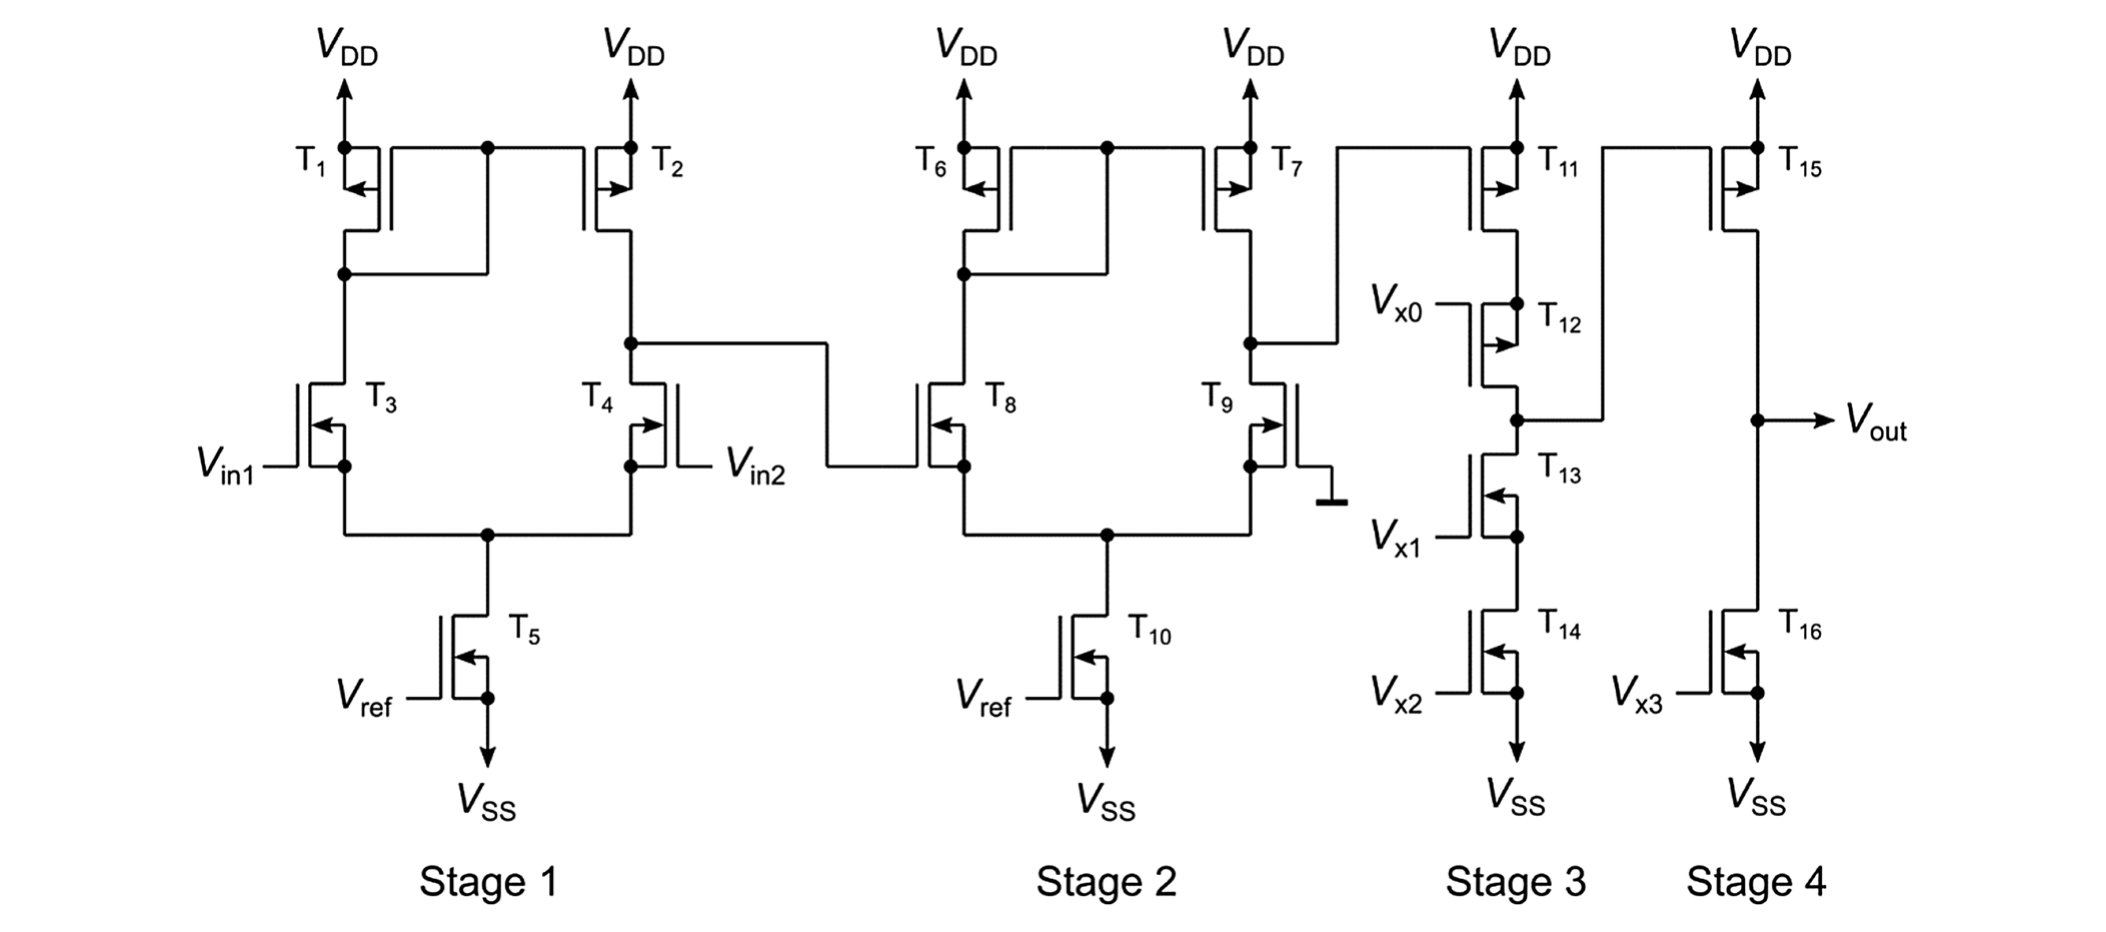 VDD VDD VDD VDD VDD VDD
T1 T2 T6 T7 T11 T15
Vx0 T12
T3 T4 T8 T9
Vout
Vin1 Vin2 T13
Vx1
T5 T10 T14 T16
Vref Vref Vx2 Vx3
VSS VSS VSS VSS
Stage 1 Stage 2 Stage 3 Stage 4